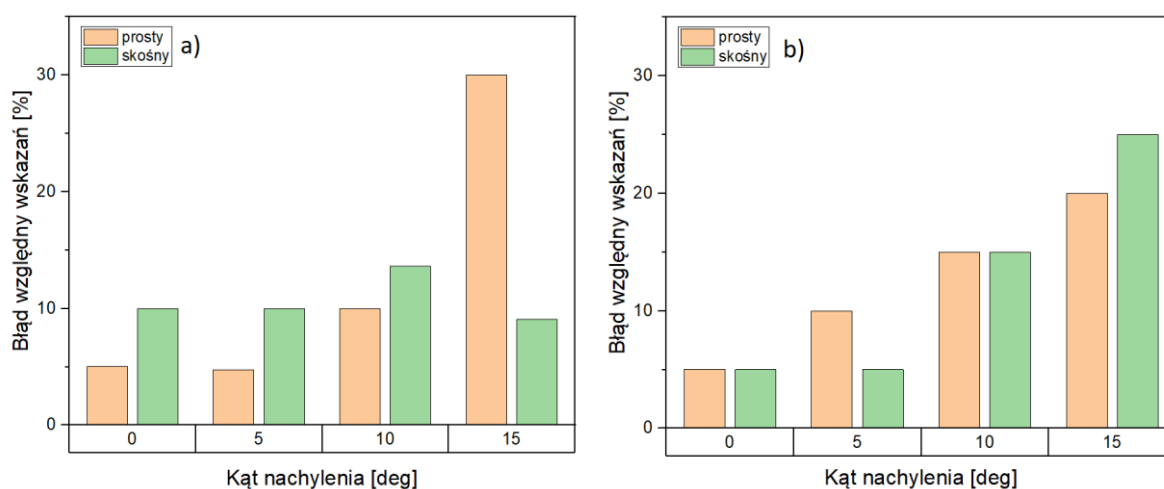 prosty
skośny
a)
Błąd względny wskazań [%]
30
20
10
0
0 5 10 15
Kąt nachylenia [deg]
prosty
skośny
b)
Błąd względny wskazań [%]
30
20
10
0
0 5 10 15
Kąt nachylenia [deg]